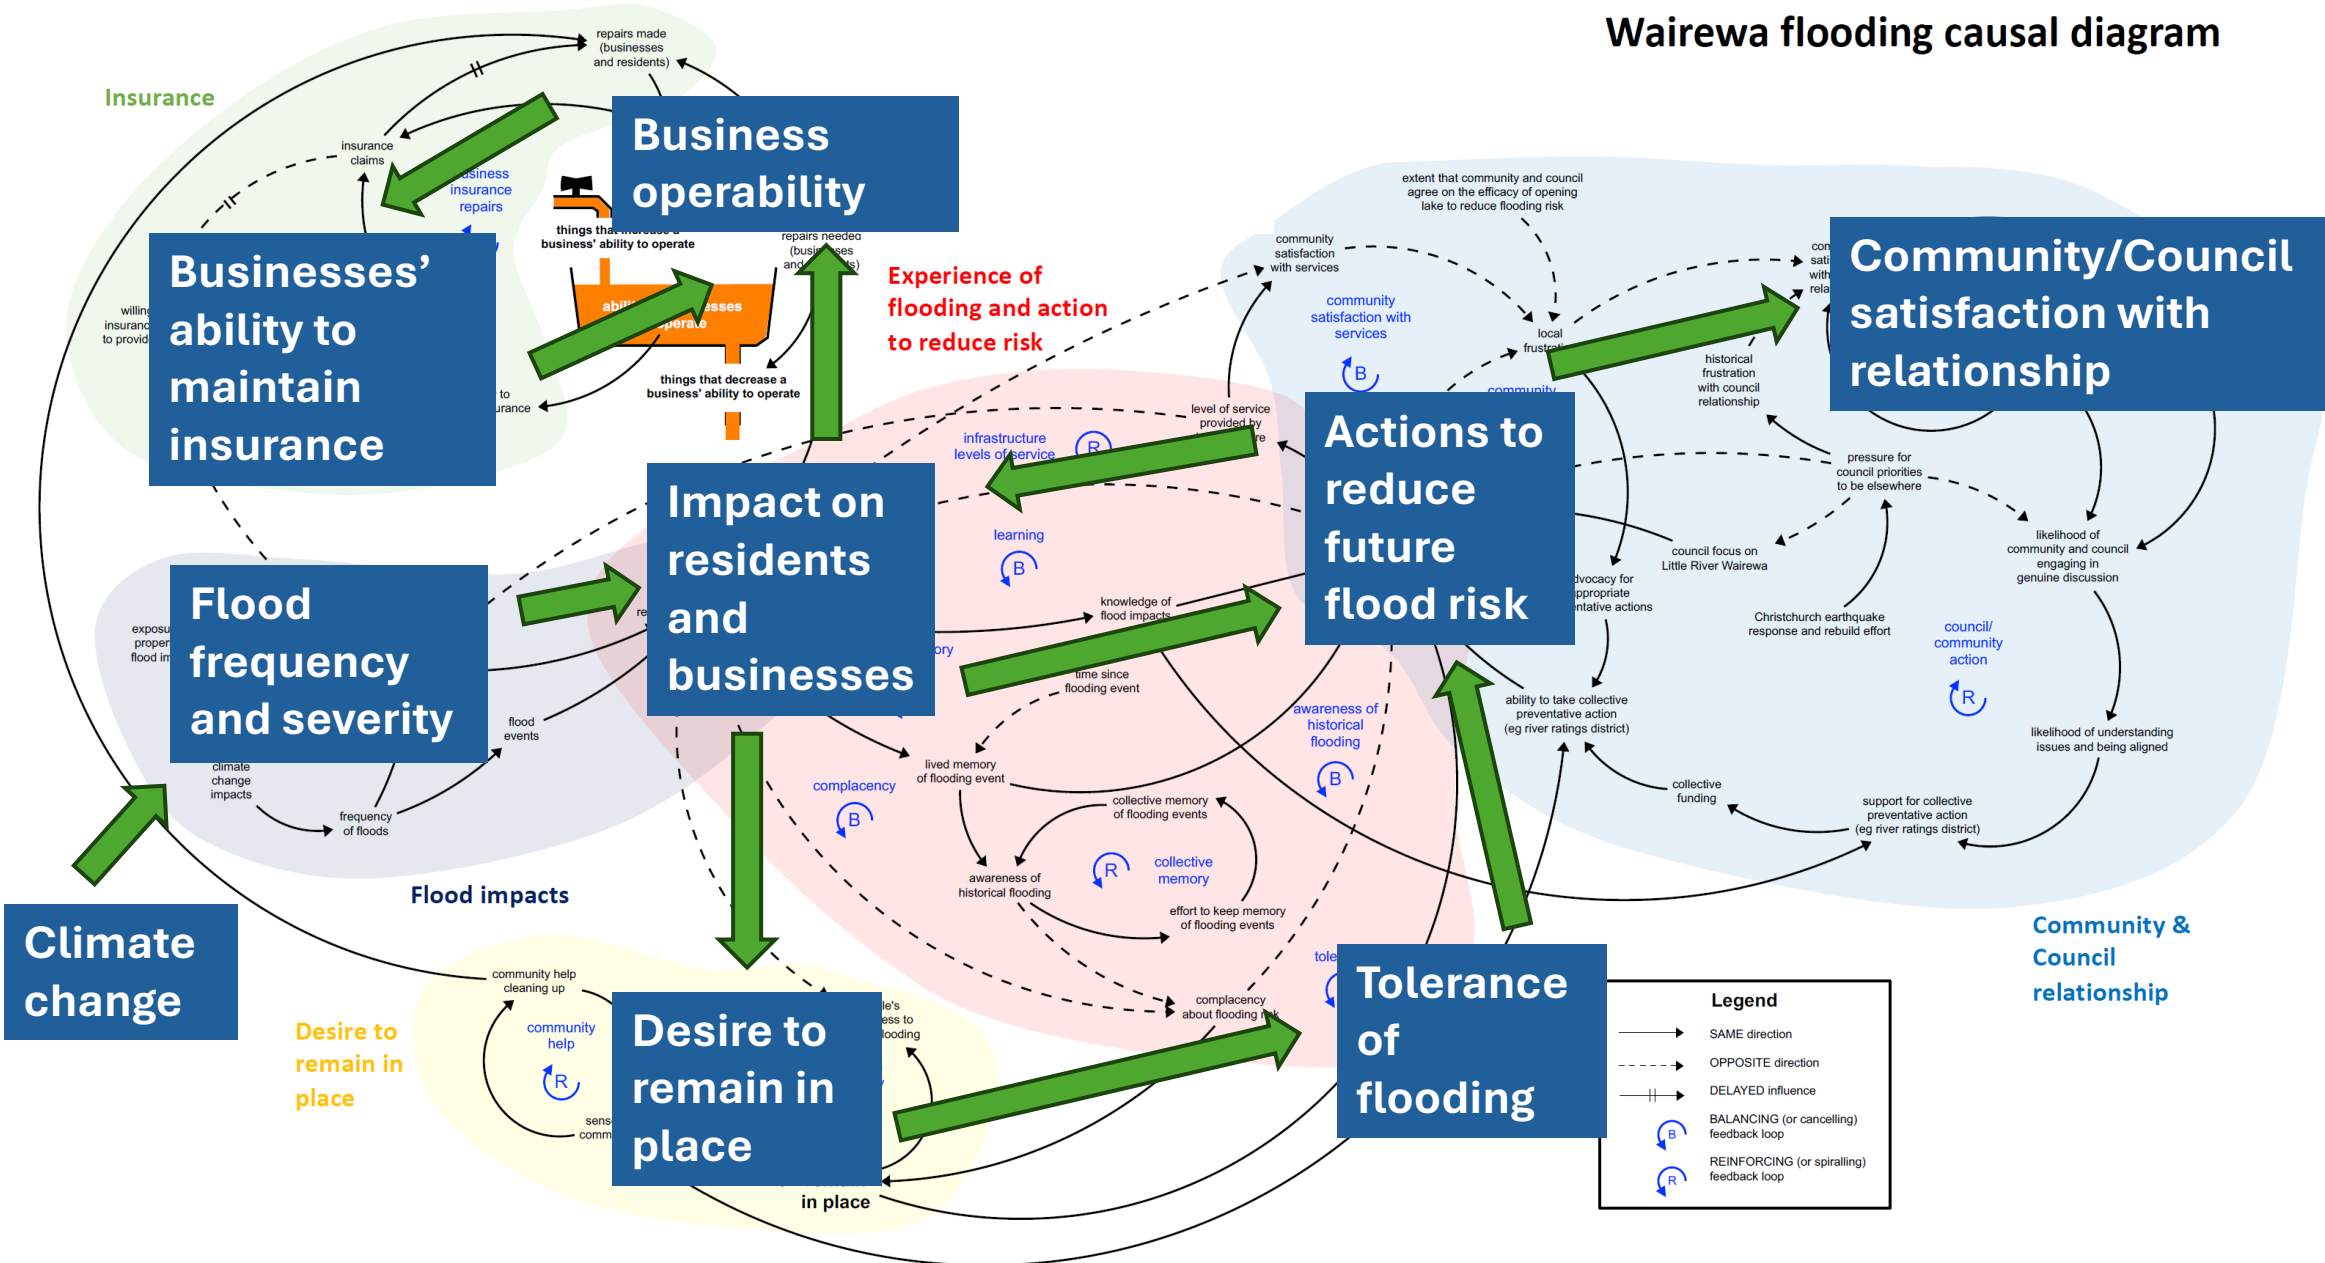 Wairewa flooding causal diagram
Insurance
repairs made
(businesses
and residents)
insurance
claims
insurance
repairs
Business
operability
things that increase a
business' ability to operate
repairs needed
Businesses’
ability to
maintain
insurance
things that decrease a
business' ability to operate
Experience of
flooding and action
to reduce risk
extent that community and council
agree on the efficacy of opening
lake to reduce flooding risk
community
satisfaction
with services
community
satisfaction with
services
B
local
historical
frustration
with council
relationship
community
Community/Council
satisfaction with
relationship
level of service
provided by
infrastructure
levels of service
R
Impact on
residents
and
businesses
learning
B
knowledge of
flood impacts
time since
flooding event
Actions to
reduce
future
flood risk
pressure for
council priorities
to be elsewhere
council focus on
Little River Wairewa
likelihood of
community and council
engaging in
genuine discussion
Christchurch earthquake
response and rebuild effort
council/
community
action
R
ability to take collective
preventative action
(eg river ratings district)
likelihood of understanding
issues and being aligned
collective
funding
support for collective
preventative action
(eg river ratings district)
Community &
Council
relationship
Flood
frequency
and severity
flood
events
climate
change
impacts
frequency
of floods
Flood impacts
Climate
change
lived memory
of flooding event
complacency
B
awareness of
historical
flooding
B
collective memory
of flooding events
R
collective
memory
awareness of
historical flooding
effort to keep memory
of flooding events
complacency
about flooding risk
Desire to
remain in
place
community help
cleaning up
community
help
R
Desire to
remain in
place
in place
Tolerance
of
flooding
Legend
SAME direction
OPPOSITE direction
DELAYED influence
B
BALANCING (or cancelling)
feedback loop
R
REINFORCING (or spiralling)
feedback loop